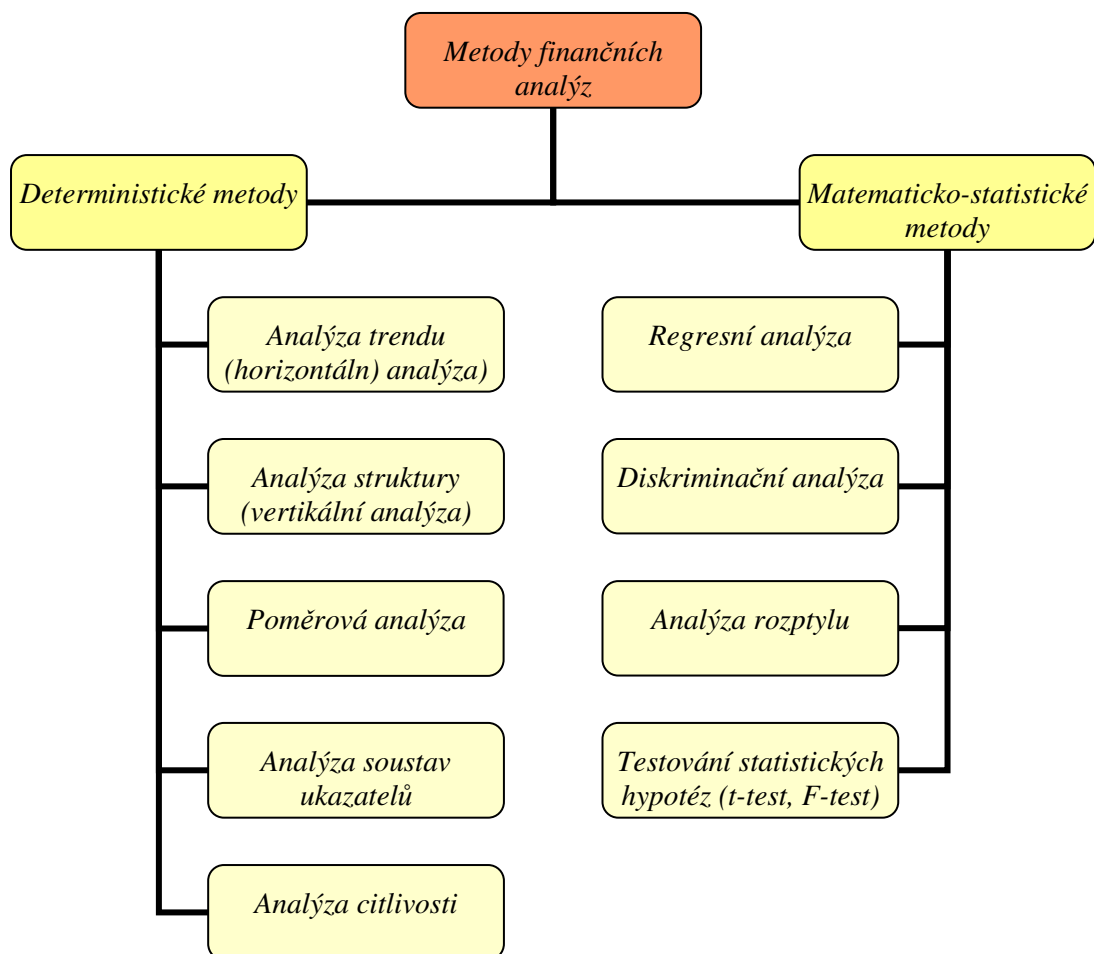 Metody finančních
analýz
Deterministické metody
Matematicko-statistické
metody
Analýza trendu
(horizontáln) analýza)
Analýza struktury
(vertikální analýza)
Poměrová analýza
Analýza soustav
ukazatelů
Analýza citlivosti
Regresní analýza
Diskriminační analýza
Analýza rozptylu
Testování statistických
hypotéz (t-test, F-test)